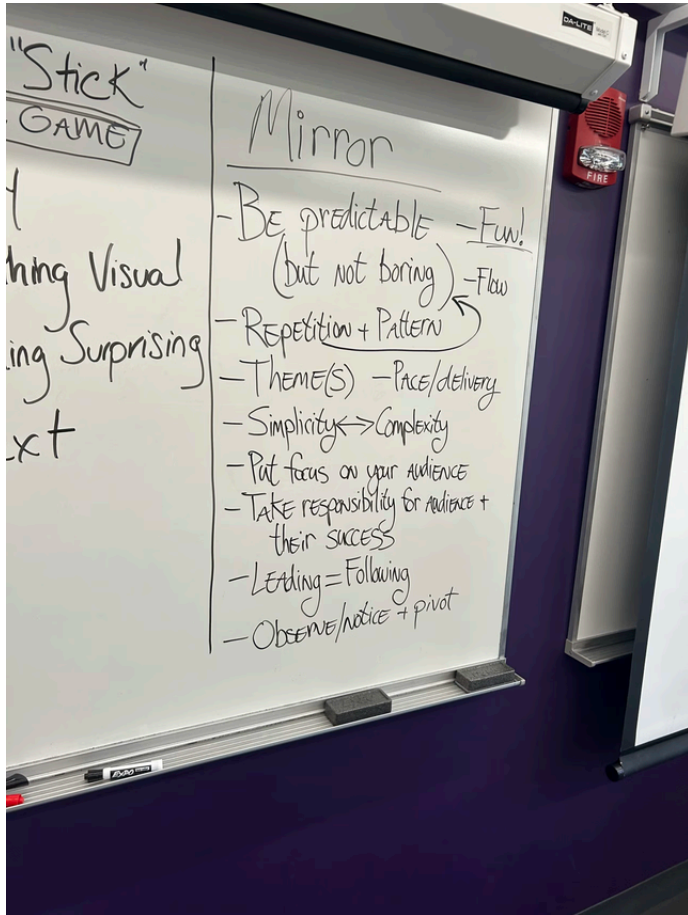 "Stick"
GAME
hing Visual
ing Surprising
ext
Mirror
- Be predictable - Fun!
(but not boring) - Flow
- Repetition + Pattern
- Theme(s) - Pace/delivery
- Simplicity <-> Complexity
- Put focus on your audience
- Take responsibility for audience +
their success
- Leading = Following
- Observe/notice + pivot
DA-LITE
FIRE
EXPO